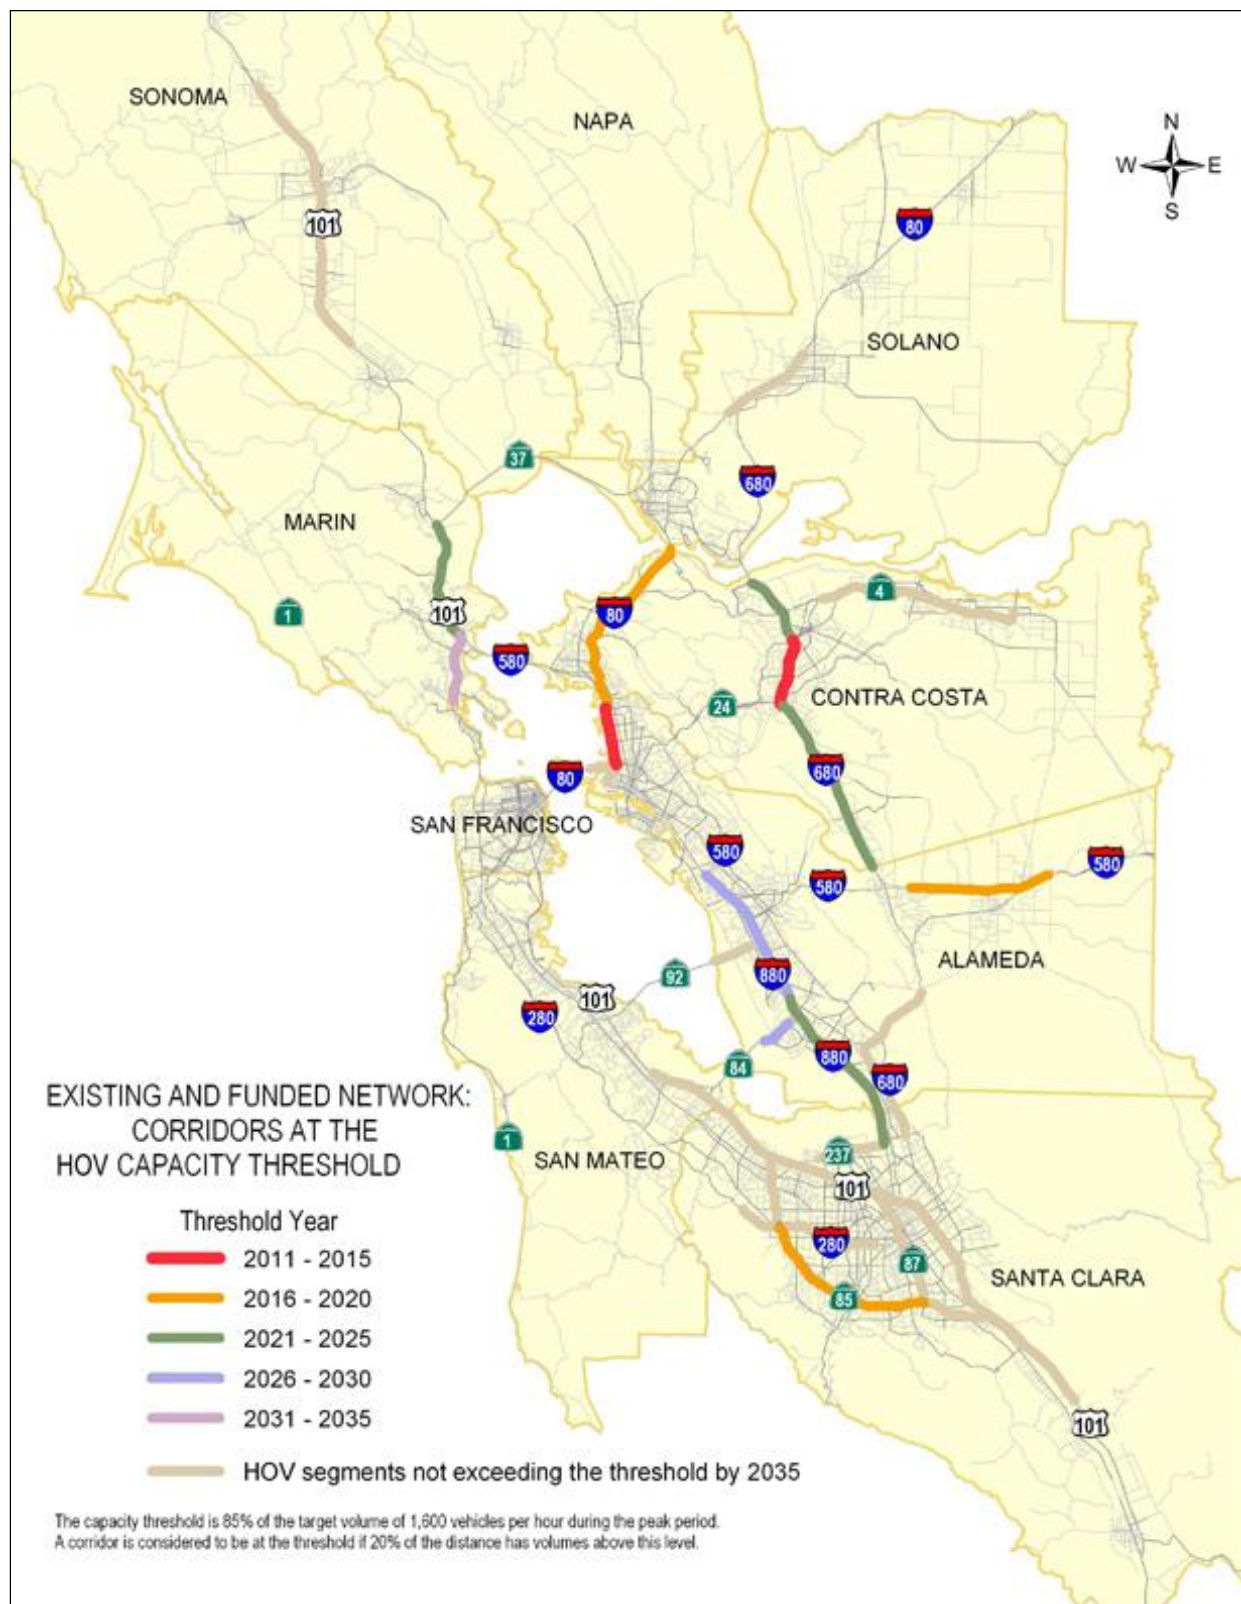 SONOMA
NAPA
N
W E
S
101
80
SOLANO
37
680
MARIN
1
101
80
4
580
24
CONTRA COSTA
680
80
SAN FRANCISCO
580
580
580
ALAMEDA
92
880
101
280
880
84
680
EXISTING AND FUNDED NETWORK:
CORRIDORS AT THE
HOV CAPACITY THRESHOLD
1
SAN MATEO
237
101
280
87
SANTA CLARA
85
101
Threshold Year
2011 - 2015
2016 - 2020
2021 - 2025
2026 - 2030
2031 - 2035
HOV segments not exceeding the threshold by 2035
The capacity threshold is 85% of the target volume of 1,600 vehicles per hour during the peak period.
A corridor is considered to be at the threshold if 20% of the distance has volumes above this level.